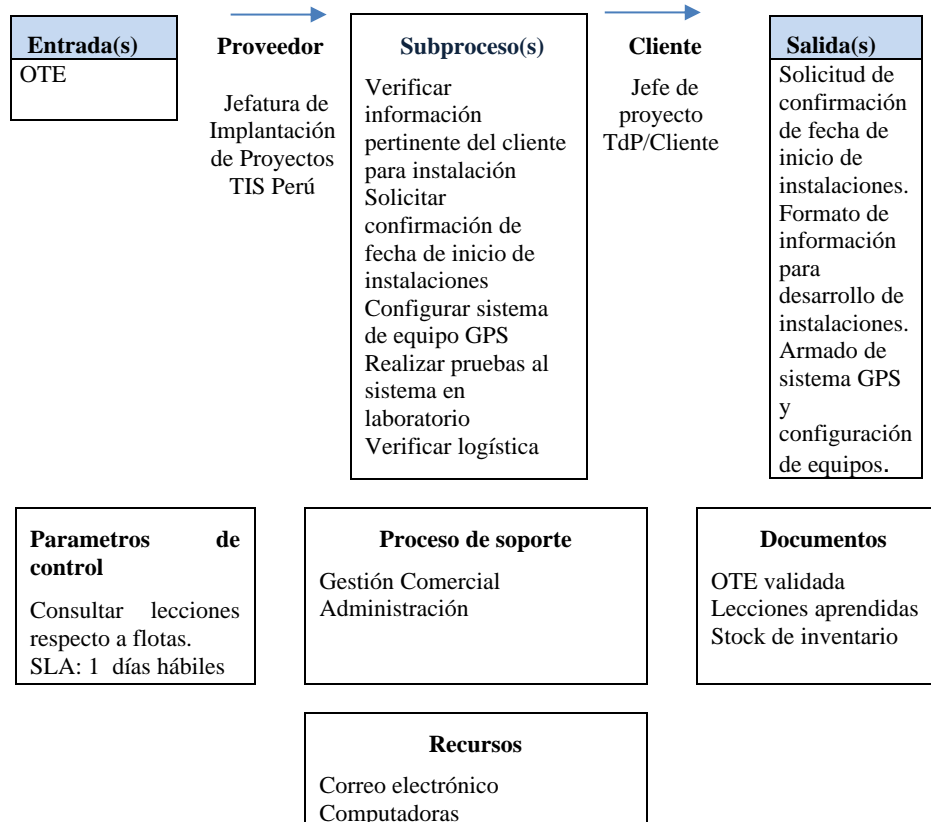 Entrada(s)
OTE
Proveedor
Jefatura de
Implantación
de Proyectos
TIS Perú
Subproceso(s)
Verificar
información
pertinente del cliente
para instalación
Solicitar
confirmación de
fecha de inicio de
instalaciones
Configurar sistema
de equipo GPS
Realizar pruebas al
sistema en
laboratorio
Verificar logística
Cliente
Jefe de
proyecto
TdP/Cliente
Salida(s)
Solicitud de
confirmación
de fecha de
inicio de
instalaciones.
Formato de
información
para
desarrollo de
instalaciones.
Armado de
sistema GPS
y
configuración
de equipos.
Parametros de
control
Consultar lecciones
respecto a flotas.
SLA: 1 días hábiles
Proceso de soporte
Gestión Comercial
Administración
Documentos
OTE validada
Lecciones aprendidas
Stock de inventario
Recursos
Correo electrónico
Computadoras